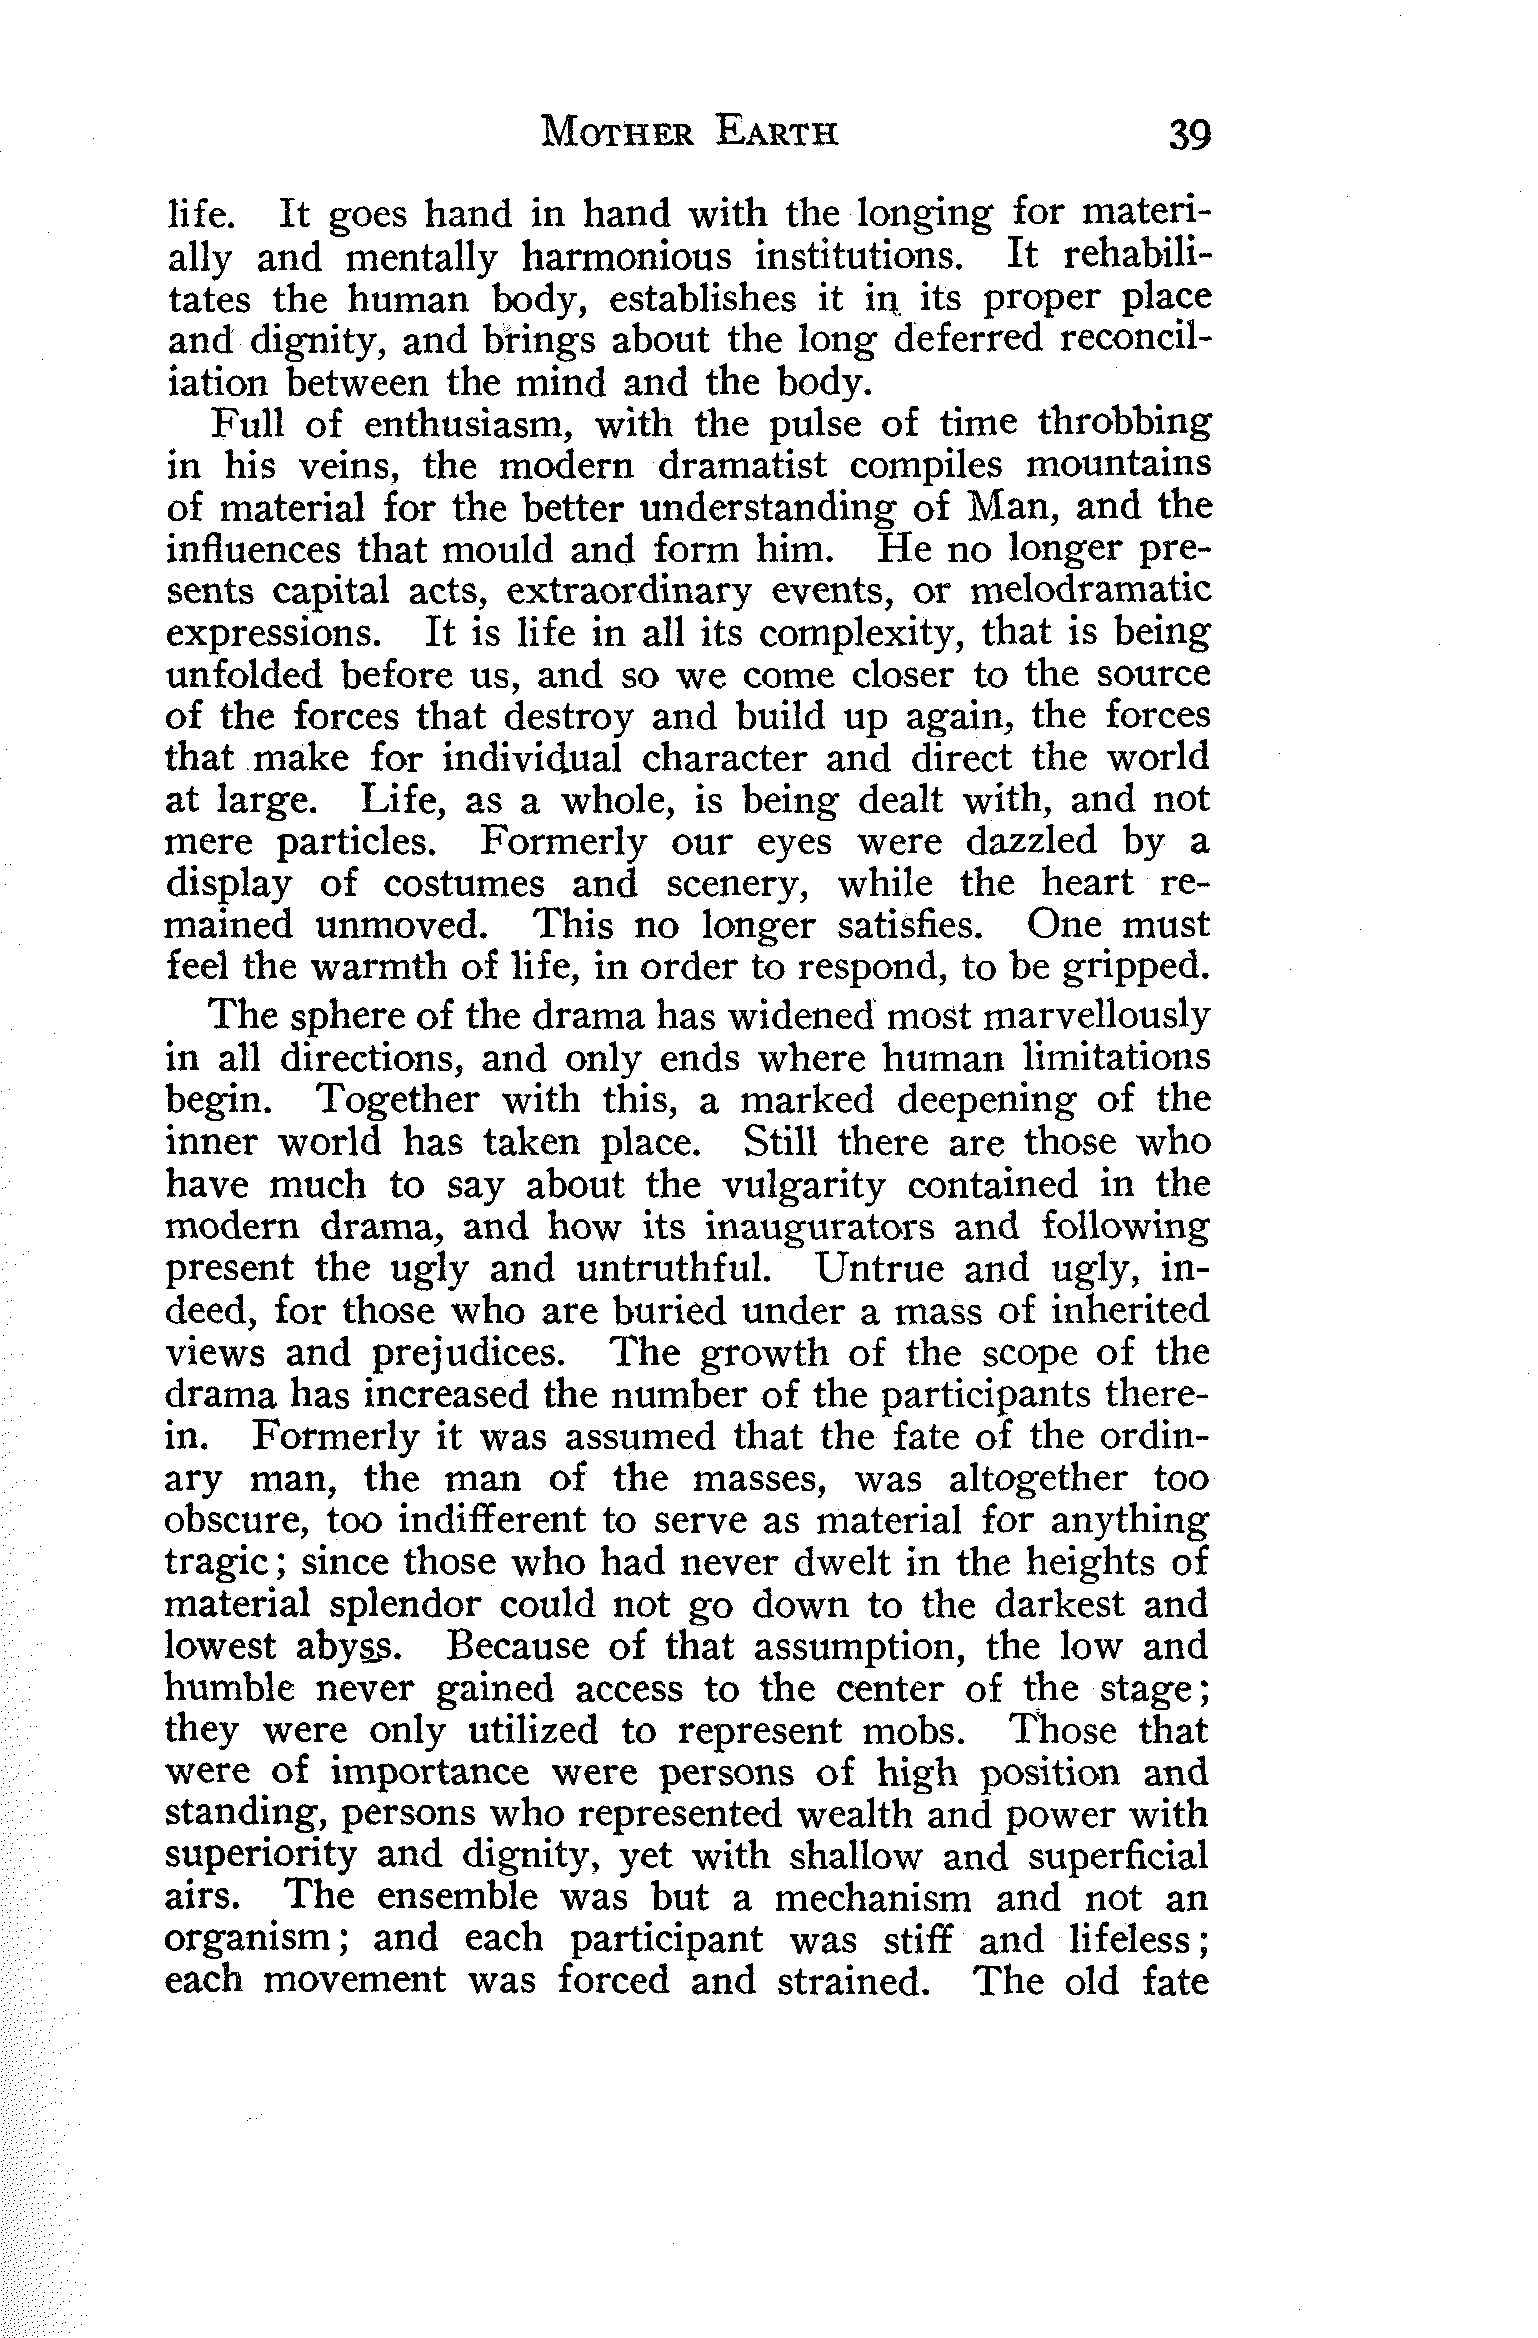 MOTHER EARTH 39
life. It goes hand in hand with the longing for materi-
ally and mentally harmonious institutions. It rehabili-
tates the human body, establishes it in its proper place
and dignity, and brings about the long deferred reconcil-
iation between the mind and the body.
Full of enthusiasm, with the pulse of time throbbing
in his veins, the modern dramatist compiles mountains
of material for the better understanding of Man, and the
influences that mould and form him. He no longer pre-
sents capital acts, extraordinary events, or melodramatic
expressions. It is life in all its complexity, that is being
unfolded before us, and so we come closer to the source
of the forces that destroy and build up again, the forces
that make for individual character and direct the world
at large. Life, as a whole, is being dealt with, and not
mere particles. Formerly our eyes were dazzled by a
display of costumes and scenery, while the heart re-
mained unmoved. This no longer satisfies. One must
feel the warmth of life, in order to respond, to be gripped.
The sphere of the drama has widened most marvellously
in all directions, and only ends where human limitations
begin. Together with this, a marked deepening of the
inner world has taken place. Still there are those who
have much to say about the vulgarity contained in the
modern drama, and how its inaugurators and following
present the ugly and untruthful. Untrue and ugly, in-
deed, for those who are buried under a mass of inherited
views and prejudices. The growth of the scope of the
drama has increased the number of the participants there-
in. Formerly it was assumed that the fate of the ordin-
ary man, the man of the masses, was altogether too
obscure, too indifferent to serve as material for anything
tragic; since those who had never dwelt in the heights of
material splendor could not go down to the darkest and
lowest abyss. Because of that assumption, the low and
humble never gained access to the center of the stage;
they were only utilized to represent mobs. Those that
were of importance were persons of high position and
standing, persons who represented wealth and power with
superiority and dignity, yet with shallow and superficial
airs. The ensemble was but a mechanism and not an
organism; and each participant was stiff and lifeless;
each movement was forced and strained. The old fate